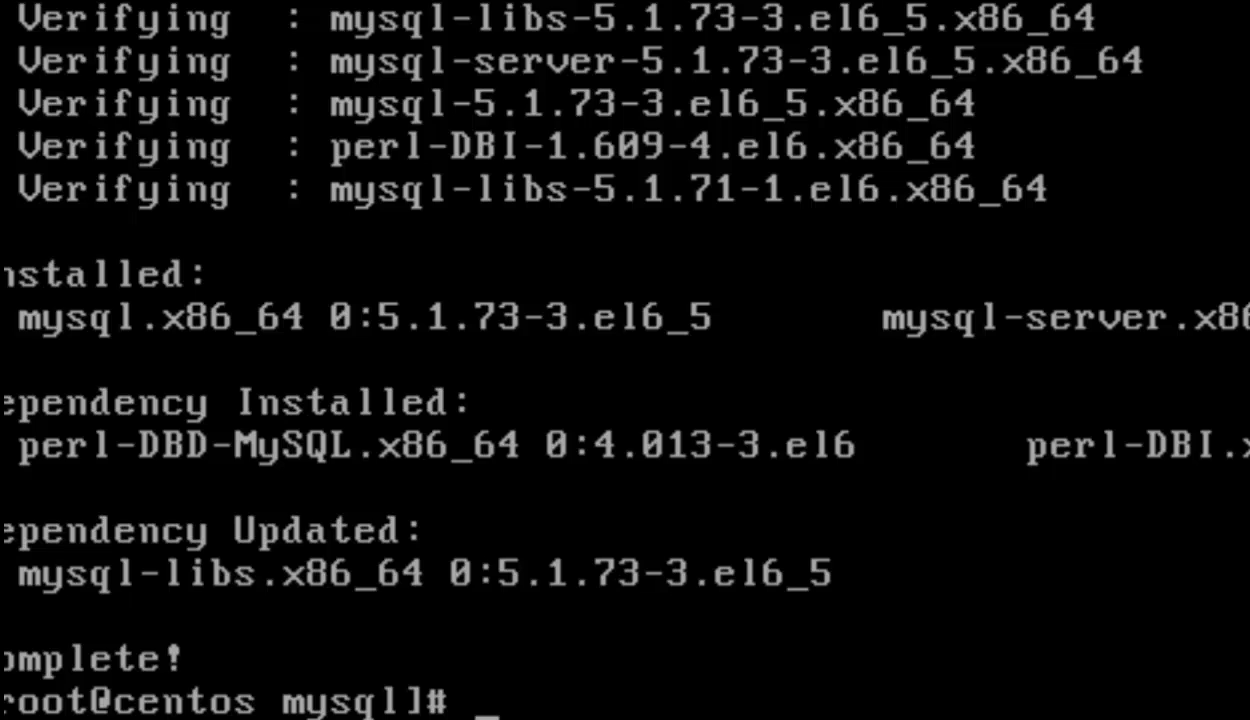 Verifying : mysql-libs-5.1.73-3.el6_5.x86_64
Verifying : mysql-server-5.1.73-3.el6_5.x86_64
Verifying : mysql-5.1.73-3.el6_5.x86_64
Verifying : perl-DBI-1.609-4.el6.x86_64
Verifying : mysql-libs-5.1.71-1.el6.x86_64
nstalled:
mysql.x86_64 0:5.1.73-3.el6_5 mysql-server.x86
ependency Installed:
perl-DBD-MySQL.x86_64 0:4.013-3.el6 perl-DBI.x
ependency Updated:
mysql-libs.x86_64 0:5.1.73-3.el6_5
omplete!
root@centos mysql]# _